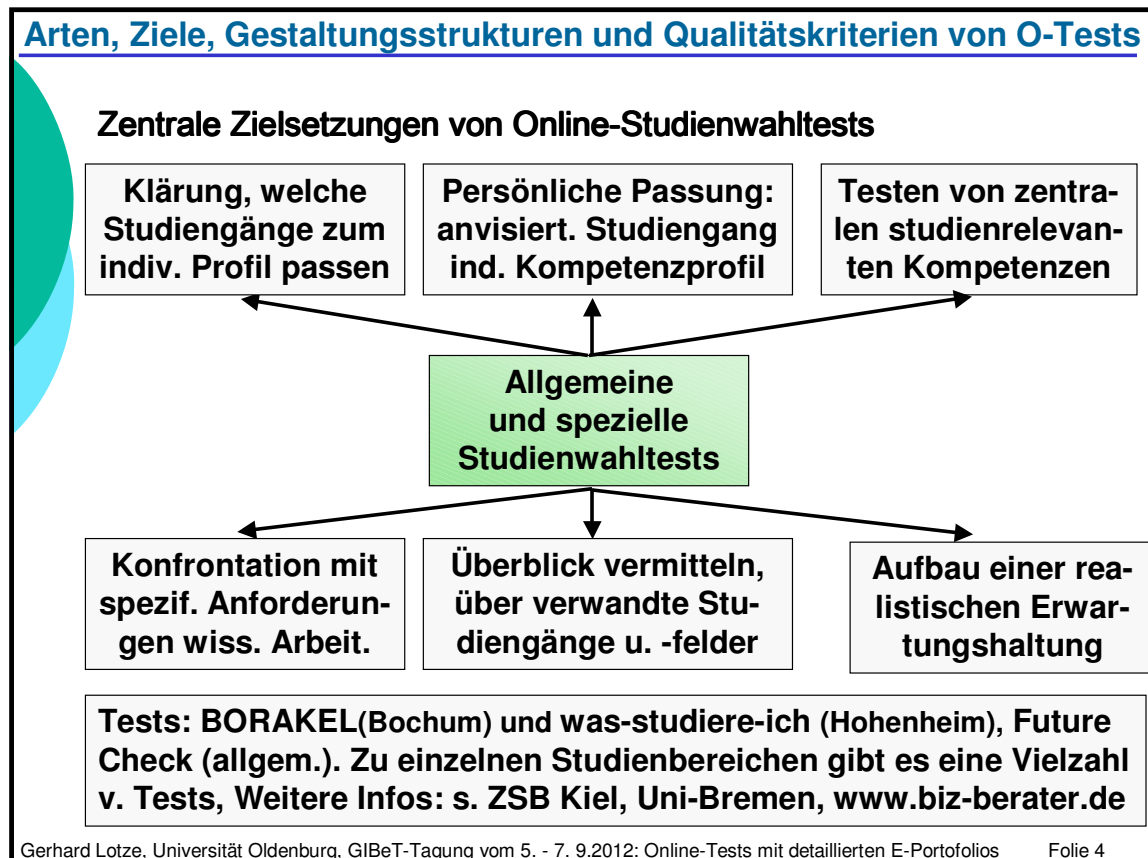 Arten, Ziele, Gestaltungsstrukturen und Qualitätskriterien von O-Tests
Zentrale Zielsetzungen von Online-Studienwahltests
Klärung, welche
Studiengänge zum
indiv. Profil passen
Persönliche Passung:
anvisiert. Studiengang
ind. Kompetenzprofil
Testen von zentra-
len studienrelevan-
ten Kompetenzen
Allgemeine
und spezielle
Studienwahltests
Konfrontation mit
spezif. Anforderun-
gen wiss. Arbeit.
Überblick vermitteln,
über verwandte Stu-
diengänge u. -felder
Aufbau einer rea-
listischen Erwar-
tungshaltung
Tests: BORAKEL(Bochum) und was-studiere-ich (Hohenheim), Future
Check (allgem.). Zu einzelnen Studienbereichen gibt es eine Vielzahl
v. Tests, Weitere Infos: s. ZSB Kiel, Uni-Bremen, www.biz-berater.de
Gerhard Lotze, Universität Oldenburg, GIBeT-Tagung vom 5. - 7. 9.2012: Online-Tests mit detaillierten E-Portofolios Folie 4